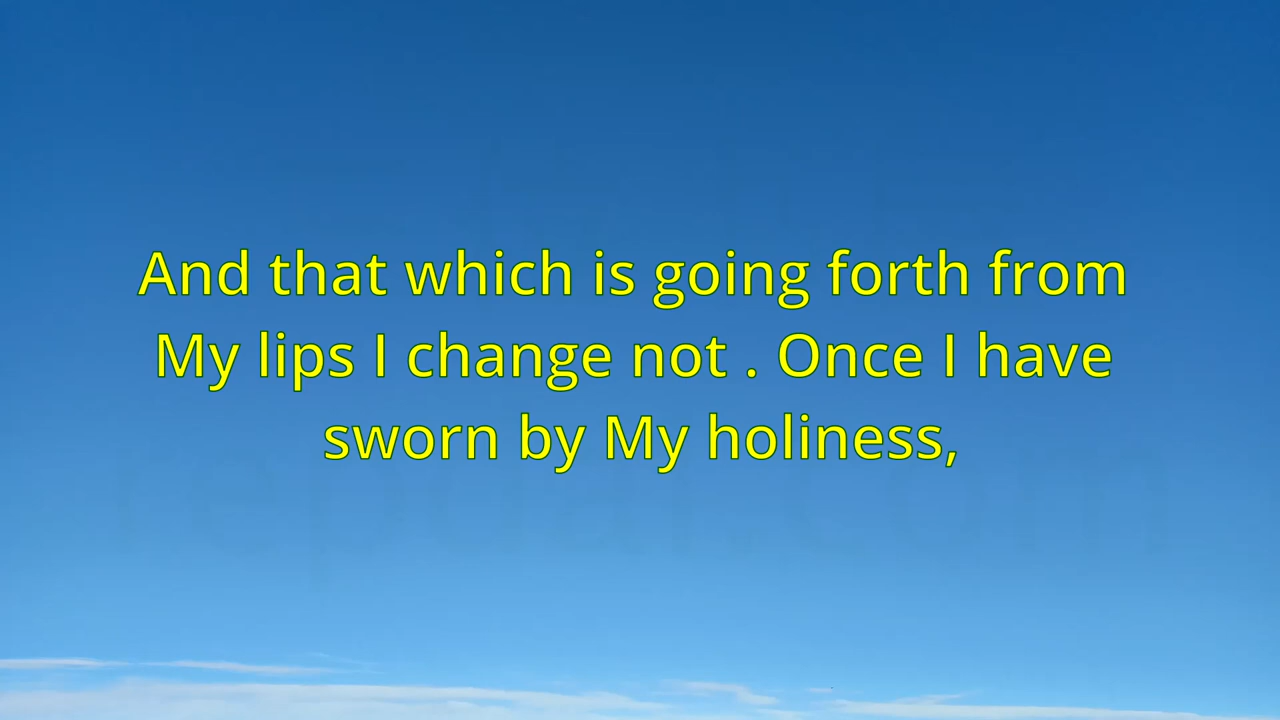 And that which is going forth from
My lips I change not . Once I have
sworn by My holiness,